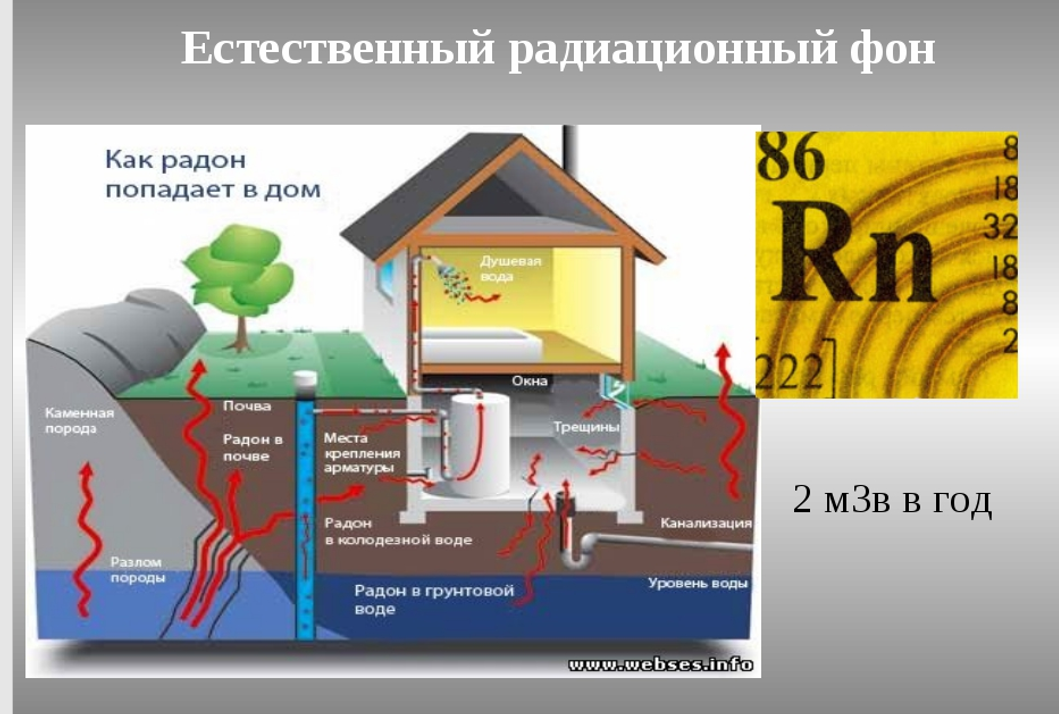 Естественный радиационный фон
Как радон
попадает в дом
Душевая
вода
Окна
Каменная
порода
Почва
Радон в
почве
Места
крепления
арматуры
Трещины
Радон
в колодезной воде
Канализация
Разлом
породы
Радон в грунтовой
воде
Уровень воды
www.webses.info
86
Rn
[222]
8
18
32
18
8
2
2 м3в в год